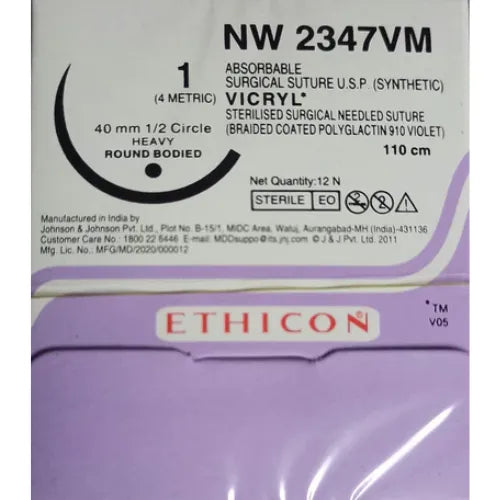 NW 2347VM
1
(4 METRIC)
ABSORBABLE
SURGICAL SUTURE U.S.P. (SYNTHETIC)
VICRYL*
STERILISED SURGICAL NEEDLED SUTURE
(BRAIDED COATED POLYGLACTIN 910 VIOLET)
40 mm 1/2 Circle
HEAVY
ROUND BODIED
110 cm
Net Quantity:12 N
STERILE EO
2
Manufactured in India by
Johnson & Johnson Pvt. Ltd., Plot No. B-15/1, MIDC Area, Waluj, Aurangabad-MH (India)-431136
Customer Care No.: 1800 22 8446 E-mail: MDDsuppo@its.jnj.com © J & J Pvt. Ltd. 2011
Mfg. Lic. No.: MFG/MD/2020/000012
ETHICON
*TM
V05